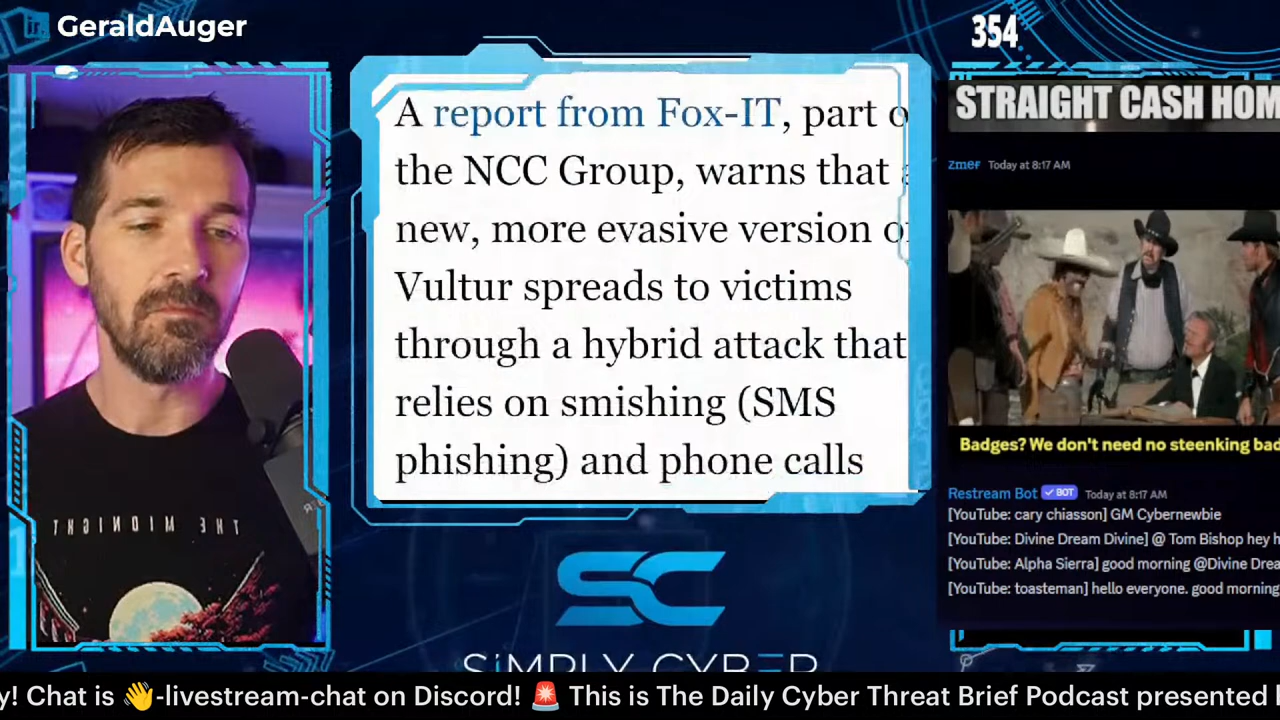 GeraldAuger
354
A report from Fox-IT, part o
the NCC Group, warns that
new, more evasive version o
Vultur spreads to victims
through a hybrid attack that
relies on smishing (SMS
phishing) and phone calls
STRAIGHT CASH HOM
zmer Today at 8:17 AM
Badges? We don't need no steenking bad
Restream Bot BOT Today at 8:17 AM
[YouTube: cary chiasson] GM Cybernewbie
[YouTube: Divine Dream Divine] @ Tom Bishop hey h
[YouTube: Alpha Sierra] good morning @Divine Drea
[YouTube: toasteman] hello everyone. good morning
THE MIDNIGHT
SC
SIMPLY CYBER
y! Chat is 👋-livestream-chat on Discord! 🚨 This is The Daily Cyber Threat Brief Podcast presented